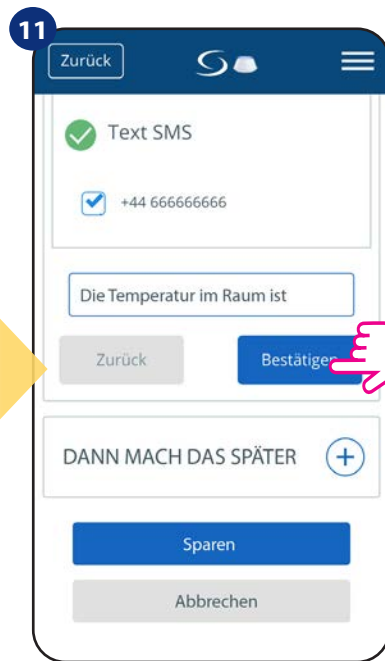 11
Zurück
Text SMS
+44 666666666
Die Temperatur im Raum ist
Zurück
Bestätigen
DANN MACH DAS SPÄTER
Sparen
Abbrechen